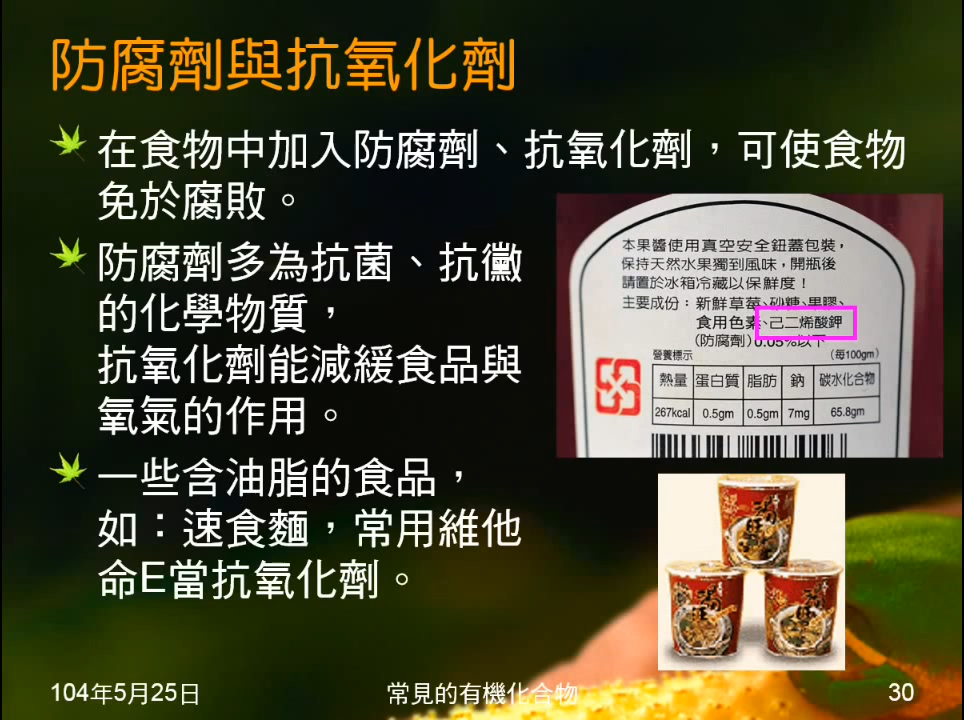 防腐劑與抗氧化劑
在食物中加入防腐劑、抗氧化劑，可使食物
免於腐敗。
防腐劑多為抗菌、抗黴
的化學物質，
抗氧化劑能減緩食品與
氧氣的作用。
一些含油脂的食品，
如：速食麵，常用維他
命E當抗氧化劑。
本果醬使用真空安全鈕蓋包裝，
保持天然水果獨到風味，開瓶後
請置於冰箱冷藏以保鮮度！
主要成份：新鮮草莓、砂糖、果膠、
食用色素、己二烯酸鉀
(防腐劑) 0.05%以下
營養標示 (每100gm)
熱量 蛋白質 脂肪 鈉 碳水化合物
267kcal 0.5gm 0.5gm 7mg 65.8gm
104年5月25日 常見的有機化合物 30